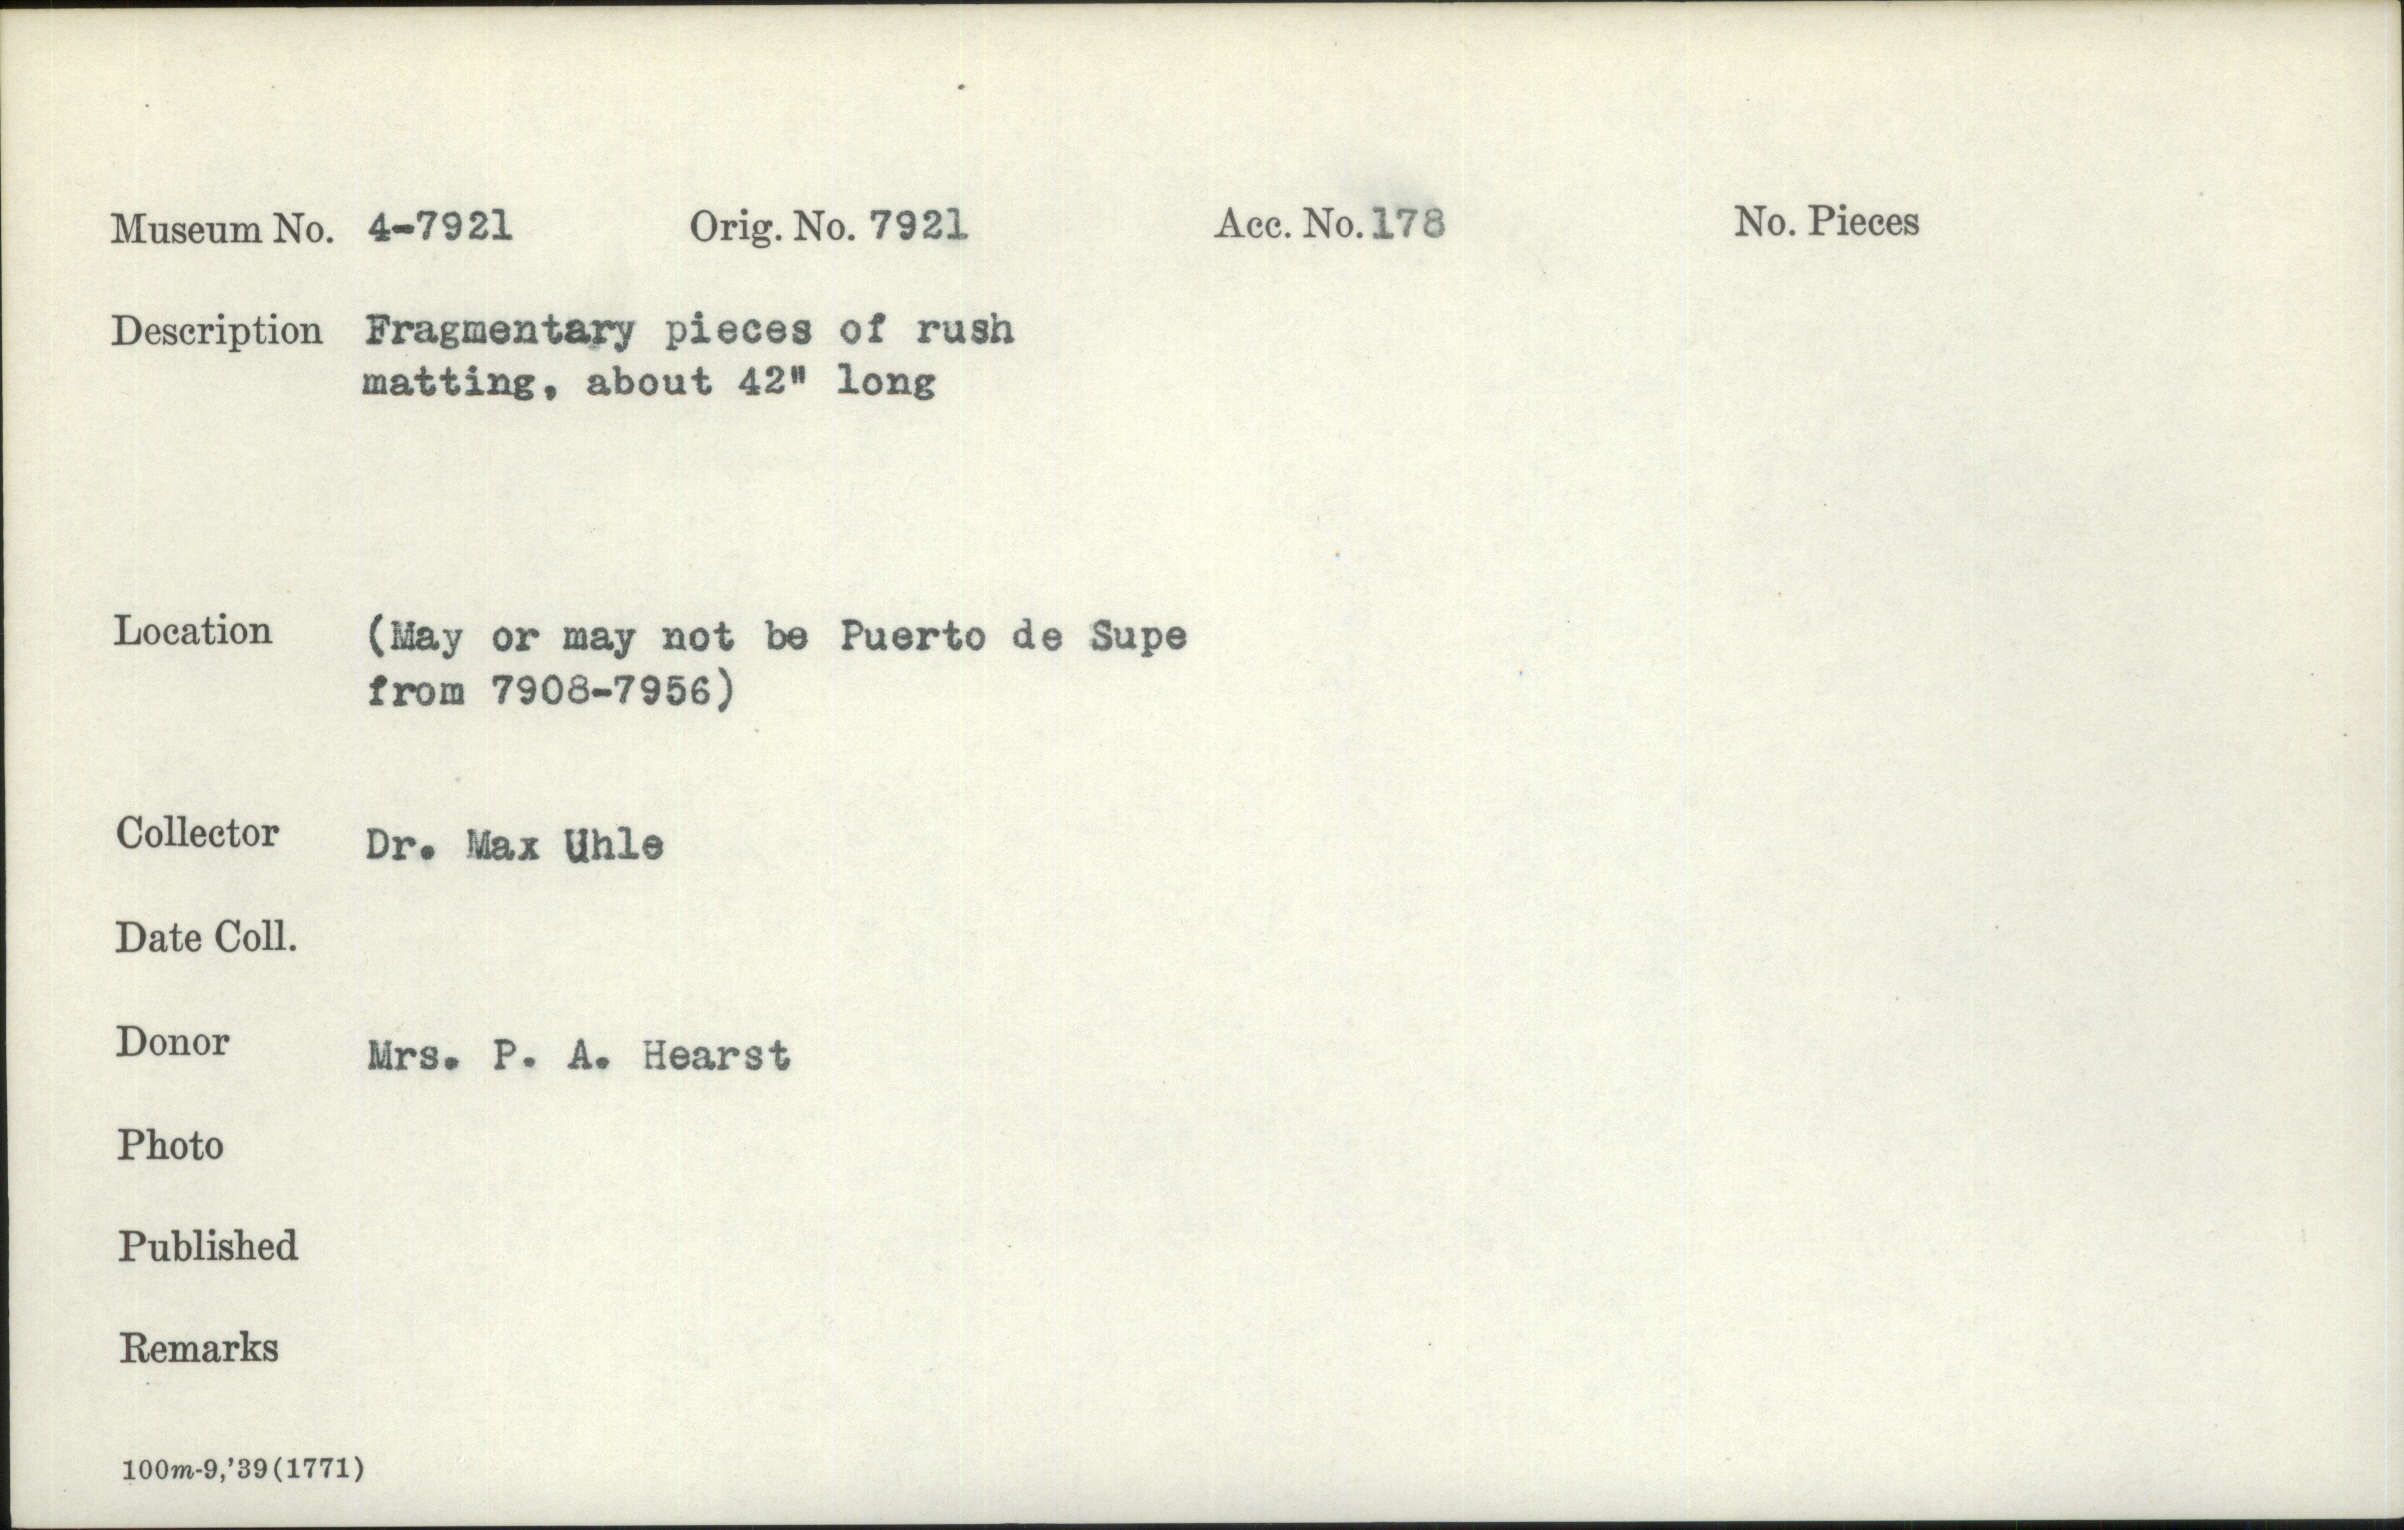 Museum No. 4-7921 Orig. No. 7921 Acc. No. 178 No. Pieces
Description Fragmentary pieces of rush
matting, about 42" long
Location (May or may not be Puerto de Supe
from 7908-7956)
Collector Dr. Max Uhle
Date Coll.
Donor Mrs. P. A. Hearst
Photo
Published
Remarks
100m-9,'39(1771)